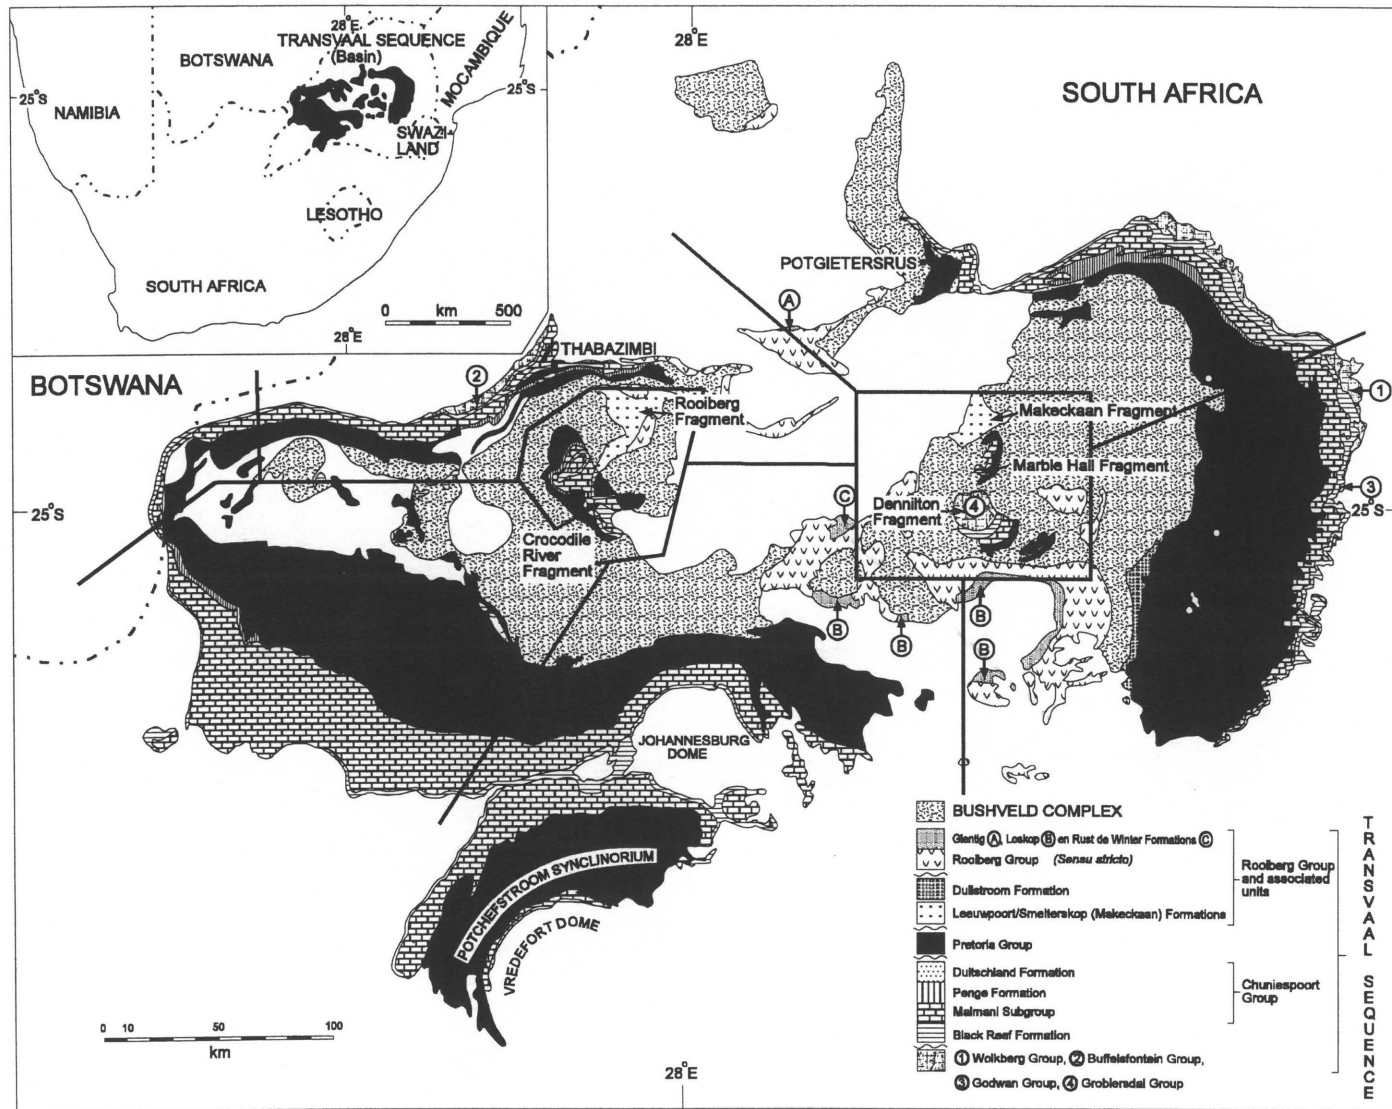 28°E
TRANSVAAL SEQUENCE
(Basin)
BOTSWANA
MOCAMBIQUE
25°S
25°S
NAMIBIA
SWAZI-
LAND
LESOTHO
SOUTH AFRICA
0 km 500
28°E
28°E
SOUTH AFRICA
POTGIETERSRUS
A
THABAZIMBI
BOTSWANA
2
1
Rooiberg
Fragment
Makeckaan Fragment
Marble Hall Fragment
3
25°S
C
Dennilton
Fragment
4
25°S
Crocodile
River
Fragment
B
B
B
B
JOHANNESBURG
DOME
POTCHEFSTROOM SYNCLINORIUM
VREDEFORT DOME
BUSHVELD COMPLEX
Glentig A, Loskop B en Rust de Winter Formations C
Rooiberg Group (Sensu stricto)
Rooiberg Group
and associated
units
Dullstroom Formation
Leeuwpoort/Smelterskop (Makeckaan) Formations
Pretoria Group
Duitschland Formation
Penge Formation
Chuniespoort
Group
Malmani Subgroup
Black Reef Formation
1 Wolkberg Group, 2 Buffelsfontein Group,
3 Godwan Group, 4 Groblersdal Group
TRANSVAAL SEQUENCE
0 10 50 100
km
28°E